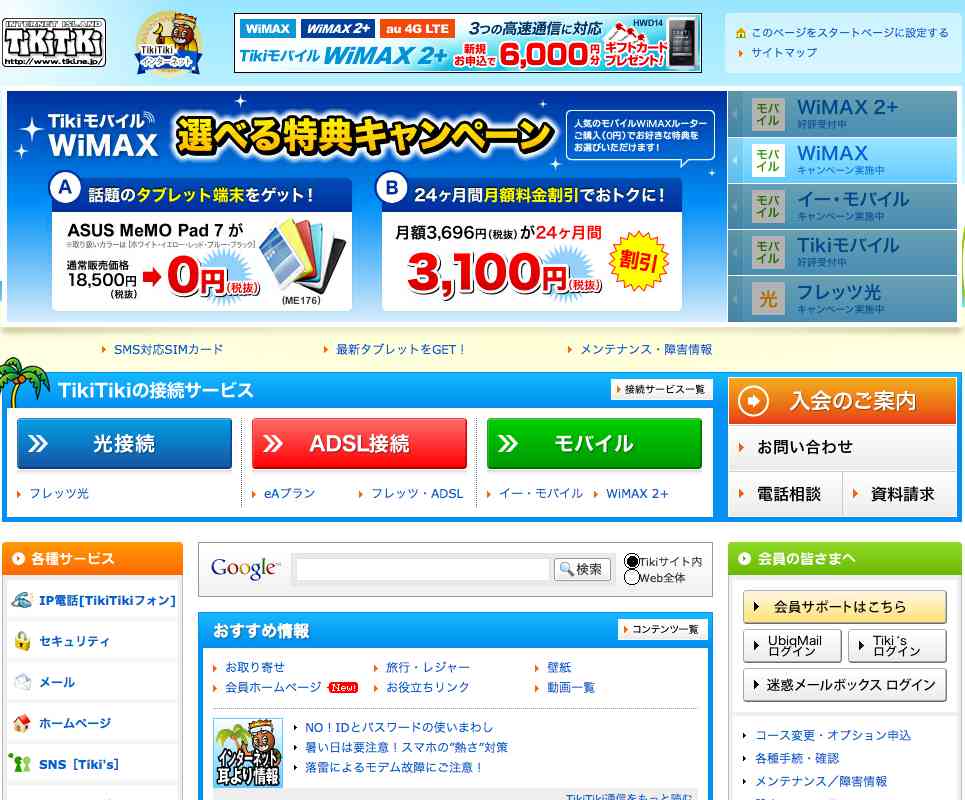 INTERNET ISLAND
TiKiTiKi
http://www.tiki.ne.jp/
TikiTiki
インターネット
WiMAX
WiMAX 2+
au 4G LTE
3つの高速通信に対応
HWD14
Tikiモバイル WiMAX 2+ 新規お申込で 6,000円分 ギフトカードプレゼント!
このページをスタートページに設定する
サイトマップ
Tikiモバイル
WiMAX
選べる特典キャンペーン
人気のモバイルWiMAXルーター
ご購入(0円)でお好きな特典を
お選びいただけます!
A 話題のタブレット端末をゲット!
ASUS MeMO Pad 7 が
※取り扱いカラーは[ホワイト・イエロー・レッド・ブルー・ブラック]
通常販売価格
18,500円
(税抜)
0円(税抜)
(ME176)
B 24ヶ月間月額料金割引でおトクに!
月額3,696円(税抜)が24ヶ月間
3,100円(税抜)
割引
モバイル
WiMAX 2+
好評受付中
モバイル
WiMAX
キャンペーン実施中
モバイル
イー・モバイル
キャンペーン実施中
モバイル
Tikiモバイル
好評受付中
光
フレッツ光
キャンペーン実施中
SMS対応SIMカード
最新タブレットをGET!
メンテナンス・障害情報
TikiTikiの接続サービス
接続サービス一覧
光接続
ADSL接続
モバイル
フレッツ光
eAプラン
フレッツ・ADSL
イー・モバイル
WiMAX 2+
入会のご案内
お問い合わせ
電話相談
資料請求
各種サービス
IP電話[TikiTikiフォン]
セキュリティ
メール
ホームページ
SNS［Tiki's］
Google
検索
Tikiサイト内
Web全体
おすすめ情報
コンテンツ一覧
お取り寄せ
旅行・レジャー
壁紙
会員ホームページ
New!
お役立ちリンク
動画一覧
インターネット
耳より情報
NO！IDとパスワードの使いまわし
暑い日は要注意！スマホの“熱さ”対策
落雷によるモデム故障にご注意！
TikiTiki通信をもっと読む
会員の皆さまへ
会員サポートはこちら
UbiqMail
ログイン
Tiki's
ログイン
迷惑メールボックス ログイン
コース変更・オプション申込
各種手続・確認
メンテナンス／障害情報